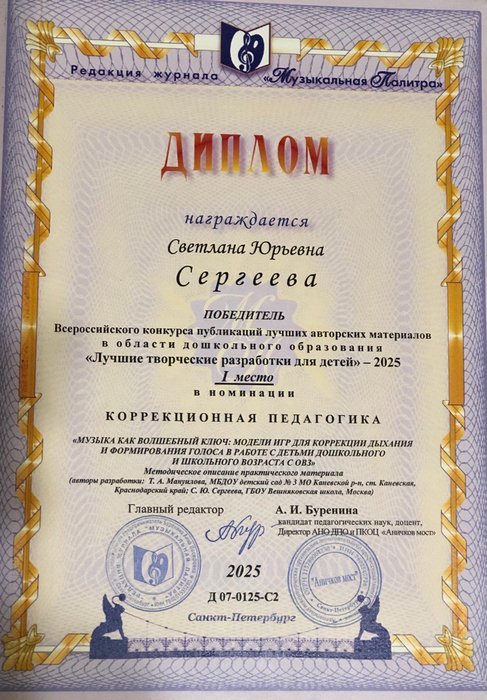 Редакция журнала «Музыкальная Палитра»
ДИПЛОМ
награждается
Светлана Юрьевна
Сергеева
ПОБЕДИТЕЛЬ
Всероссийского конкурса публикаций лучших авторских материалов
в области дошкольного образования
«Лучшие творческие разработки для детей» – 2025
I место
в номинации
КОРРЕКЦИОННАЯ ПЕДАГОГИКА
«МУЗЫКА КАК ВОЛШЕБНЫЙ КЛЮЧ: МОДЕЛИ ИГР ДЛЯ КОРРЕКЦИИ ДЫХАНИЯ
И ФОРМИРОВАНИЯ ГОЛОСА В РАБОТЕ С ДЕТЬМИ ДОШКОЛЬНОГО
И ШКОЛЬНОГО ВОЗРАСТА С ОВЗ»
Методическое описание практического материала
(авторы разработки: Т. А. Мануилова, МБДОУ детский сад № 3 МО Каневской р-н, ст. Каневская,
Краснодарский край; С. Ю. Сергеева, ГБОУ Вешняковская школа, Москва)
Главный редактор
А. И. Буренина
кандидат педагогических наук, доцент,
Директор АНО ДПО и ПКОЦ «Аничков мост»
"Аничков мост"
2025
Д 07-0125-С2
Санкт-Петербург